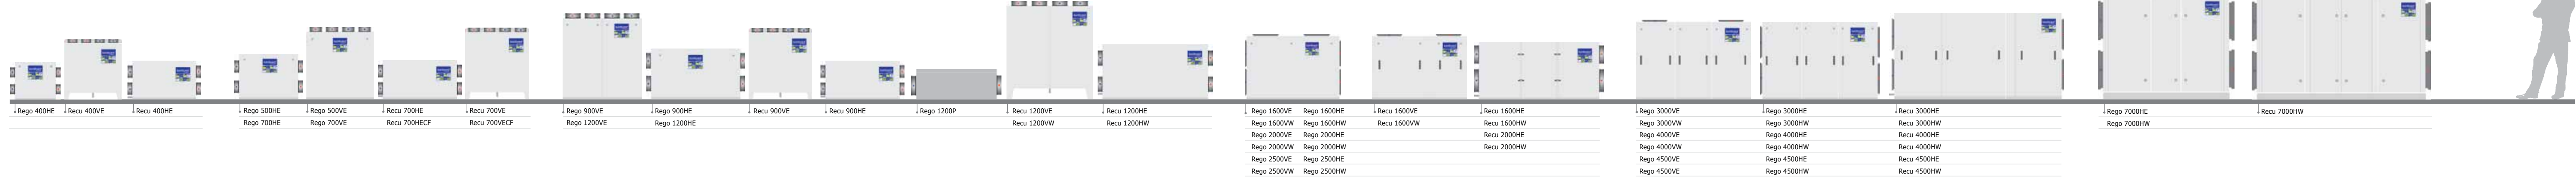 Rego 400HE Recu 400VE Recu 400HE Rego 500HE Rego 500VE Recu 700HE Recu 700VE Rego 900VE Rego 900HE Recu 900VE Recu 900HE Rego 1200P Recu 1200VE Recu 1200HE Rego 1600VE Rego 1600HE Recu 1600VE Recu 1600HE Rego 3000VE Rego 3000HE Recu 3000HE Rego 7000HE Recu 7000HW
Rego 700HE Rego 700VE Recu 700HECF Recu 700VECF Rego 1200VE Rego 1200HE Recu 1200VW Recu 1200HW Rego 1600VW Rego 1600HW Recu 1600VW Recu 1600HW Rego 3000VW Rego 3000HW Recu 3000HW Rego 7000HW
Rego 2000VE Rego 2000HE Recu 2000HE Rego 4000VE Rego 4000HE Recu 4000HE
Rego 2000VW Rego 2000HW Recu 2000HW Rego 4000VW Rego 4000HW Recu 4000HW
Rego 2500VE Rego 2500HE Rego 4500VE Rego 4500HE Recu 4500HE
Rego 2500VW Rego 2500HW Rego 4500VE Rego 4500HW Recu 4500HW